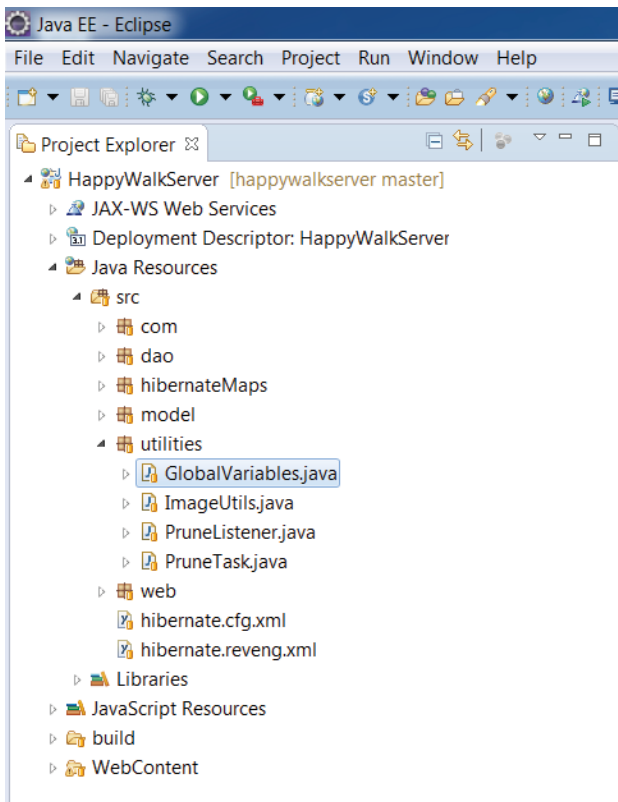 Java EE - Eclipse
File Edit Navigate Search Project Run Window Help
Project Explorer
HappyWalkServer [happywalkserver master]
JAX-WS Web Services
3.1 Deployment Descriptor: HappyWalkServer
Java Resources
src
com
dao
hibernateMaps
model
utilities
GlobalVariables.java
ImageUtils.java
PruneListener.java
PruneTask.java
web
hibernate.cfg.xml
hibernate.reveng.xml
Libraries
JavaScript Resources
build
WebContent